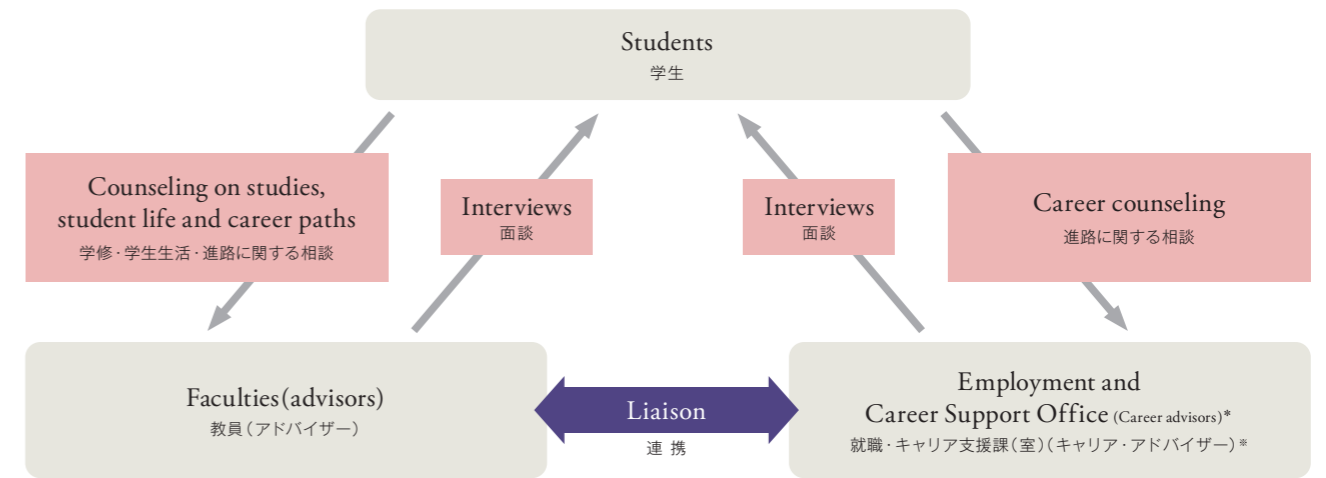 Students
学生
Counseling on studies,
student life and career paths
学修・学生生活・進路に関する相談
Interviews
面談
Interviews
面談
Career counseling
進路に関する相談
Faculties(advisors)
教員(アドバイザー)
Liaison
連 携
Employment and
Career Support Office (Career advisors)*
就職・キャリア支援課(室)(キャリア・アドバイザー)※